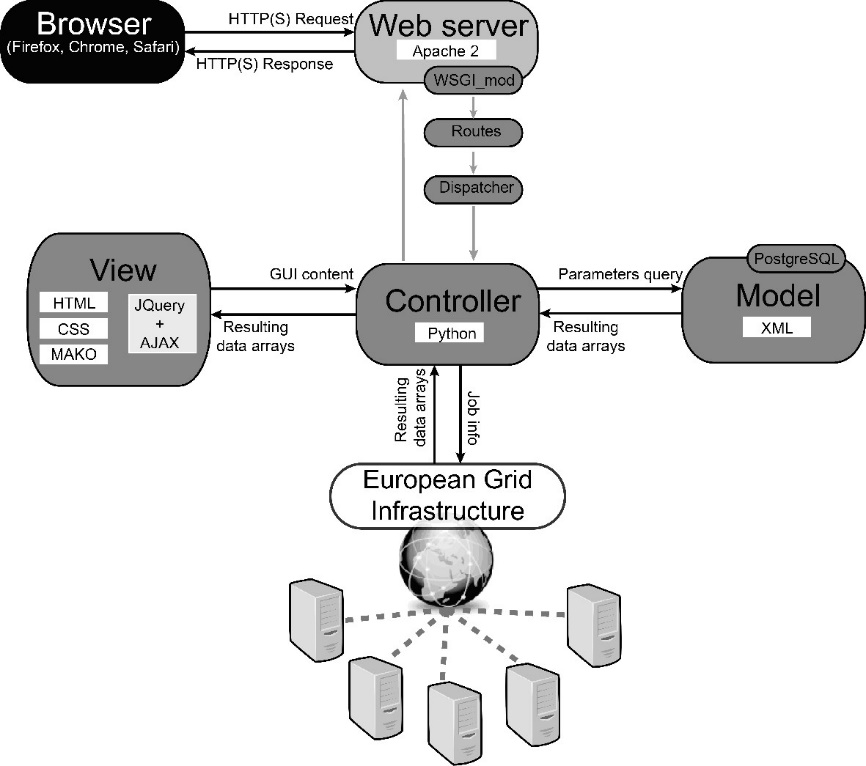 Browser
(Firefox, Chrome, Safari)
HTTP(S) Request
HTTP(S) Response
Web server
Apache 2
WSGI_mod
Routes
Dispatcher
View
HTML
CSS
MAKO
JQuery
+
AJAX
GUI content
Resulting
data arrays
Controller
Python
Parameters query
Resulting
data arrays
PostgreSQL
Model
XML
Resulting
data arrays
Job info
European Grid
Infrastructure